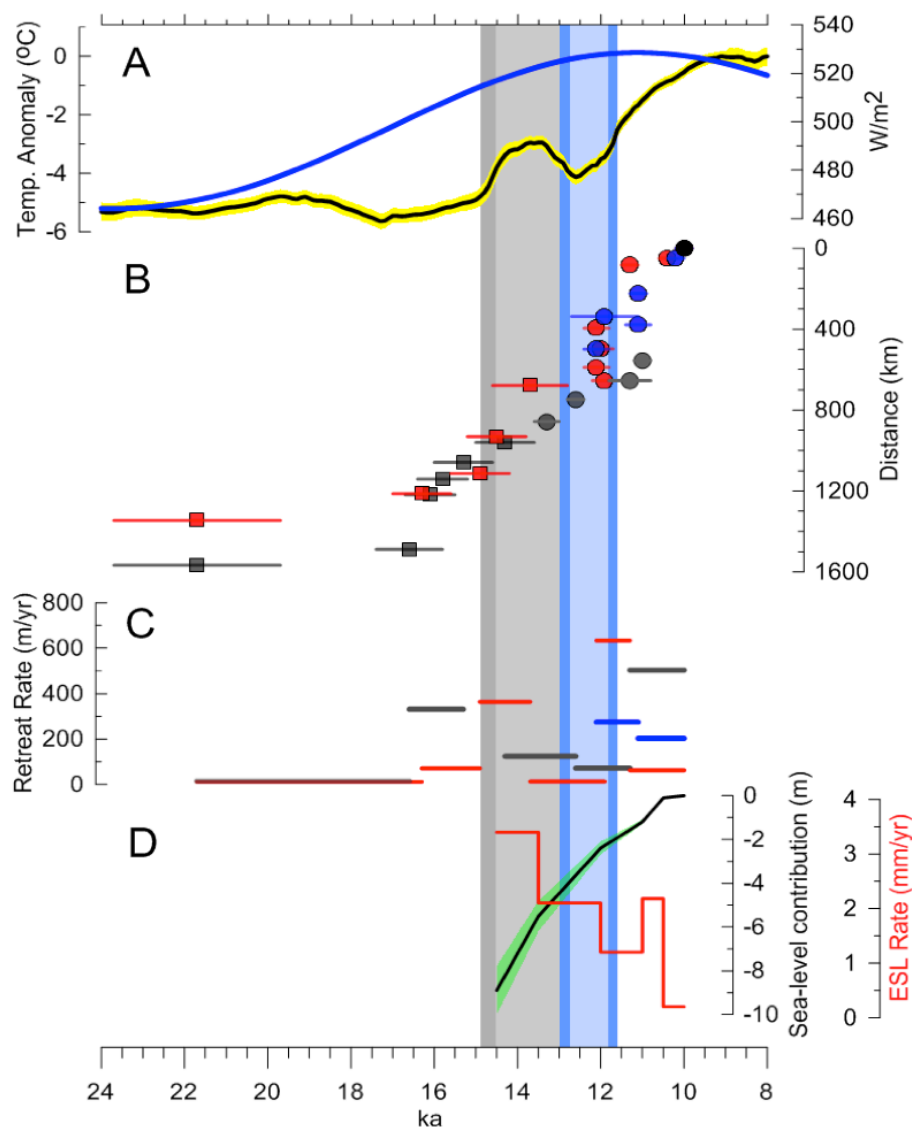 A
Temp. Anomaly (ºC)
0
-2
-4
-6
540
520
500
480
460
W/m2
B
0
400
800
1200
1600
Distance (km)
C
Retreat Rate (m/yr)
800
600
400
200
0
D
0
-2
-4
-6
-8
-10
Sea-level contribution (m)
4
3
2
1
0
ESL Rate (mm/yr)
24 22 20 18 16 14 12 10 8
ka